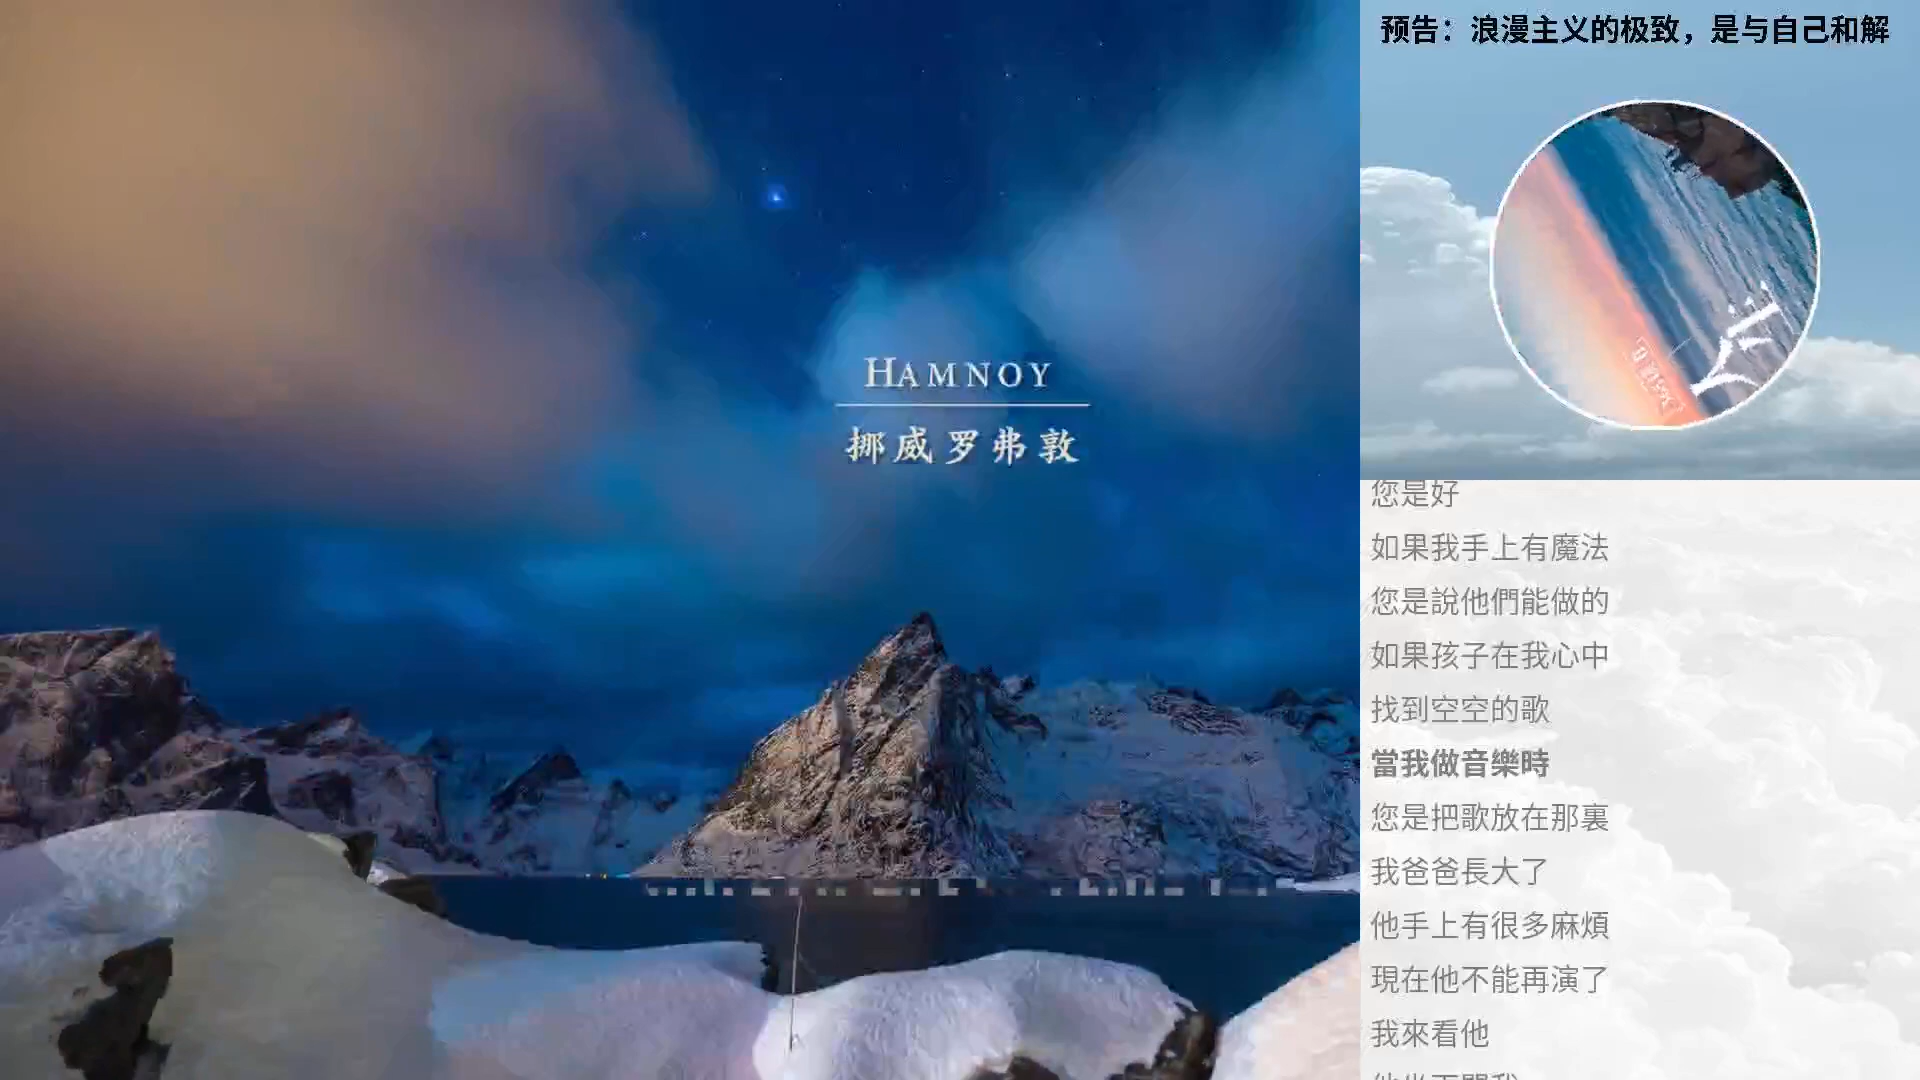 HAMNOY
挪威罗弗敦
预告：浪漫主义的极致，是与自己和解
您是好
如果我手上有魔法
您是說他們能做的
如果孩子在我心中
找到空空的歌
當我做音樂時
您是把歌放在那裏
我爸爸長大了
他手上有很多麻煩
現在他不能再演了
我來看他